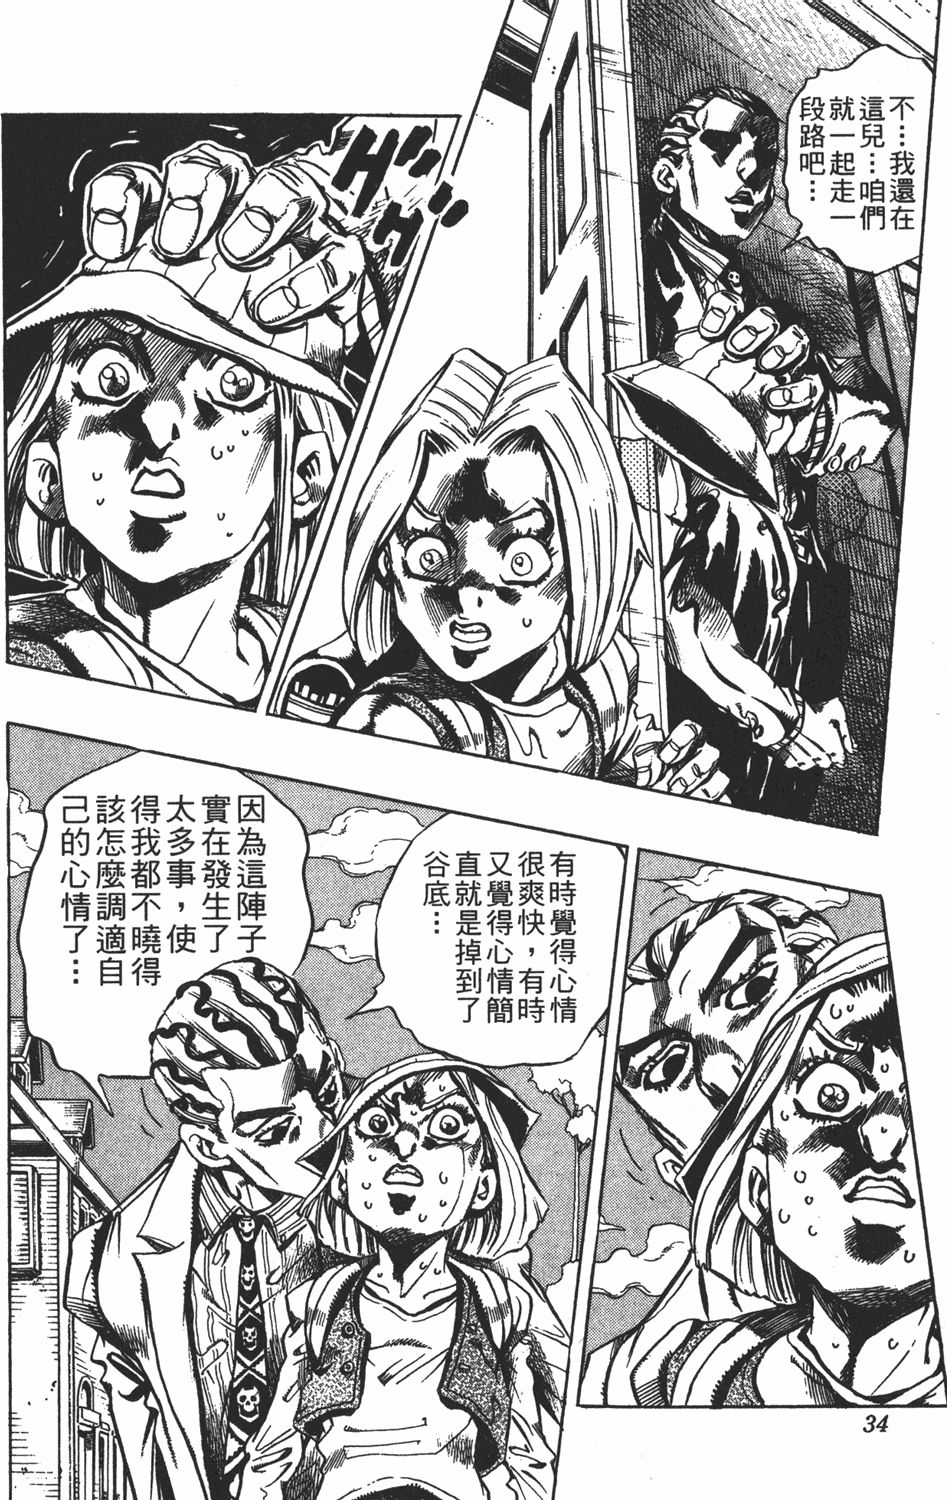 不…我還在
這兒…咱們
就一起走一
段路吧…
ググッ
有時覺得心情
很爽快，有時
又覺得心情簡
直就是掉到了
谷底…
因為這陣子
實在發生了
太多事，使
得我都不曉得
該怎麼調適自
己的心情了…
34